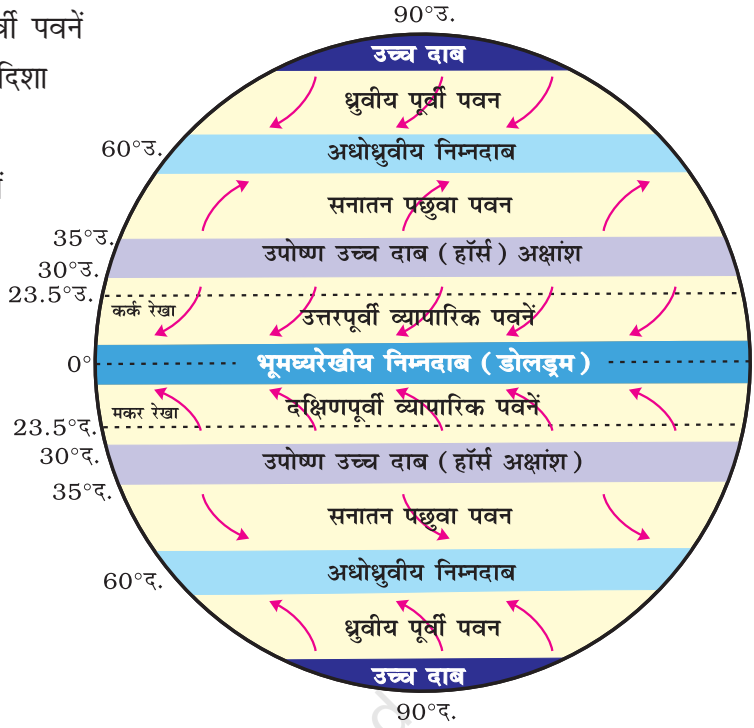 90°उ.
र्वी पवनें
उच्च दाब
दिशा
ध्रुवीय पूर्वी पवन
60°उ.
अधोध्रुवीय निम्नदाब
सनातन पछुवा पवन
35°उ.
उपोष्ण उच्च दाब (हॉर्स) अक्षांश
30°उ.
23.5°उ.
कर्क रेखा
उत्तरपूर्वी व्यापारिक पवनें
0°
भूमघ्यरेखीय निम्नदाब (डोलड्रम)
मकर रेखा
दक्षिणपूर्वी व्यापारिक पवनें
23.5°द.
30°द.
उपोष्ण उच्च दाब (हॉर्स अक्षांश)
35°द.
सनातन पछुवा पवन
60°द.
अधोध्रुवीय निम्नदाब
ध्रुवीय पूर्वी पवन
उच्च दाब
90°द.